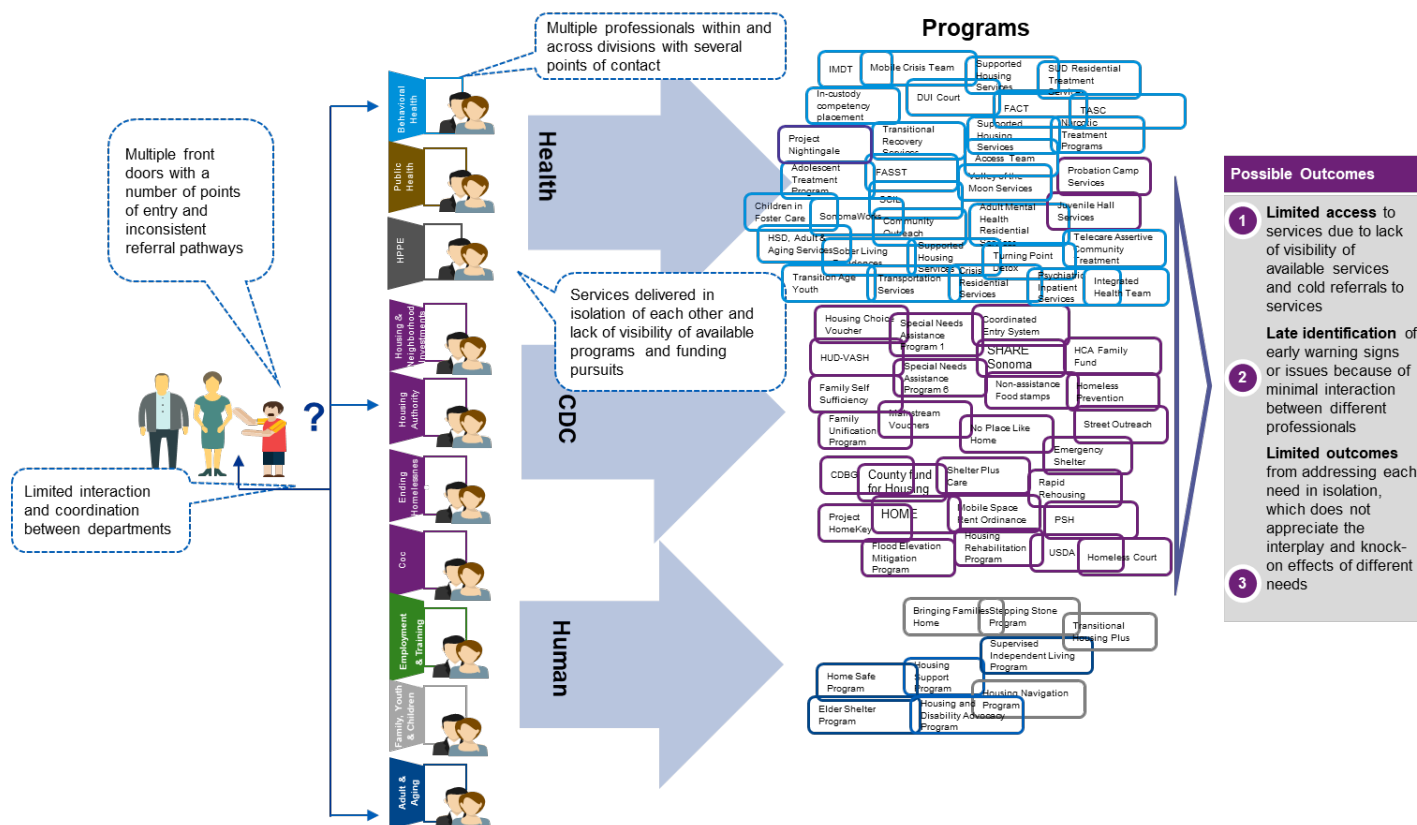 Programs
Multiple professionals within and
across divisions with several
points of contact
Multiple front
doors with a
number of points
of entry and
inconsistent
referral pathways
Services delivered in
isolation of each other and
lack of visibility of available
programs and funding
pursuits
Limited interaction
and coordination
between departments
?
Behavioral
Health
Public
Health
HPPE
Housing &
Neighborhood
Investments
Housing
Authority
Ending
Homelessness
Coc
Employment
& Training
Family, Youth
& Children
Adult &
Aging
Health
CDC
Human
IMDT
Mobile Crisis Team
Supported
Housing
Services
SUD Residential
Treatment
Services
In-custody
competency
placement
DUI Court
FACT
TASC
Project
Nightingale
Transitional
Recovery
Services
Supported
Housing
Services
Access Team
Narcotic
Treatment
Programs
Adolescent
Treatment
Program
FASST
Valley of the
Moon Services
Probation Camp
Services
Children in
Foster Care
SonomaWorks
Community
Outreach
Adult Mental
Health
Residential
Services
Juvenile Hall
Services
HSD, Adult &
Aging Services
Sober Living
Residences
Supported
Housing
Services
Turning Point
Detox
Telecare Assertive
Community
Treatment
Transition Age
Youth
Transportation
Services
Crisis
Residential
Services
Psychiatric
Inpatient
Services
Integrated
Health Team
Housing Choice
Voucher
Special Needs
Assistance
Program 1
Coordinated
Entry System
HUD-VASH
SHARE
Sonoma
HCA Family
Fund
Special Needs
Assistance
Program 6
Family Self
Sufficiency
Non-assistance
Food stamps
Homeless
Prevention
Family
Unification
Program
Mainstream
Vouchers
No Place Like
Home
Street Outreach
Emergency
Shelter
CDBG
County fund
for Housing
Shelter Plus
Care
Rapid
Rehousing
Project
HomeKey
HOME
Mobile Space
Rent Ordinance
PSH
Flood Elevation
Mitigation
Program
Housing
Rehabilitation
Program
USDA
Homeless Court
Bringing Families
Home
Stepping Stone
Program
Transitional
Housing Plus
Supervised
Independent Living
Program
Home Safe
Program
Housing
Support
Program
Housing Navigation
Program
Elder Shelter
Program
Housing and
Disability Advocacy
Program
Possible Outcomes
1
Limited access to
services due to lack
of visibility of
available services
and cold referrals to
services
2
Late identification of
early warning signs
or issues because of
minimal interaction
between different
professionals
3
Limited outcomes
from addressing each
need in isolation,
which does not
appreciate the
interplay and knock-
on effects of different
needs